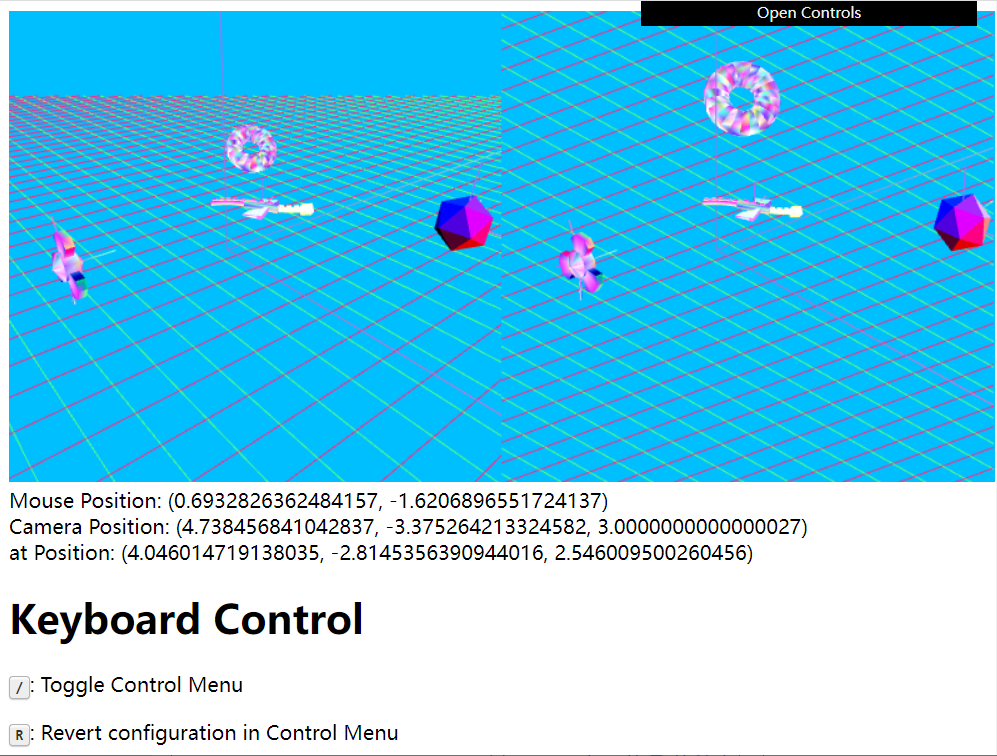 Open Controls
Mouse Position: (0.6932826362484157, -1.6206896551724137)
Camera Position: (4.738456841042837, -3.375264213324582, 3.0000000000000027)
at Position: (4.046014719138035, -2.8145356390944016, 2.546009500260456)
Keyboard Control
/: Toggle Control Menu
R: Revert configuration in Control Menu